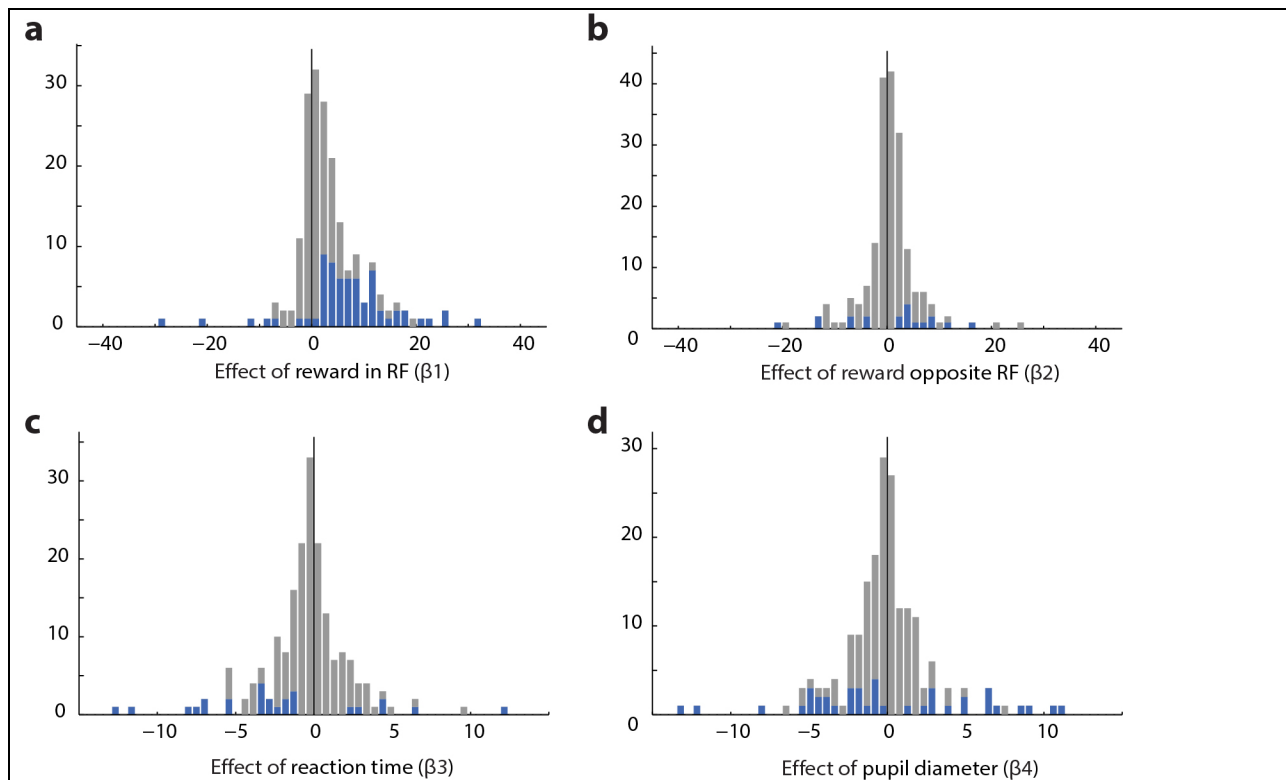 a
30
20
10
0
−40 −20 0 20 40
Effect of reward in RF (β1)
b
40
30
20
10
0
−40 −20 0 20 40
Effect of reward opposite RF (β2)
c
30
20
10
0
−10 −5 0 5 10
Effect of reaction time (β3)
d
30
20
10
0
−10 −5 0 5 10
Effect of pupil diameter (β4)